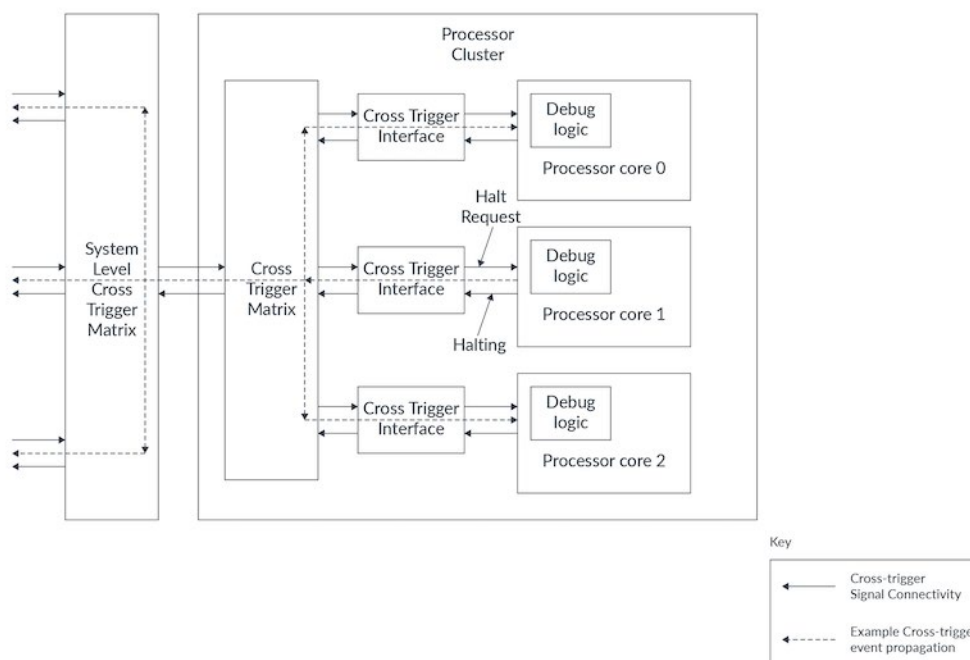 Processor
Cluster
Cross Trigger
Interface
Debug
logic
Processor core 0
Halt
Request
System
Level
Cross
Trigger
Matrix
Cross
Trigger
Matrix
Cross Trigger
Interface
Debug
logic
Processor core 1
Halting
Cross Trigger
Interface
Debug
logic
Processor core 2
Key
Cross-trigger
Signal Connectivity
Example Cross-trigge
event propagation